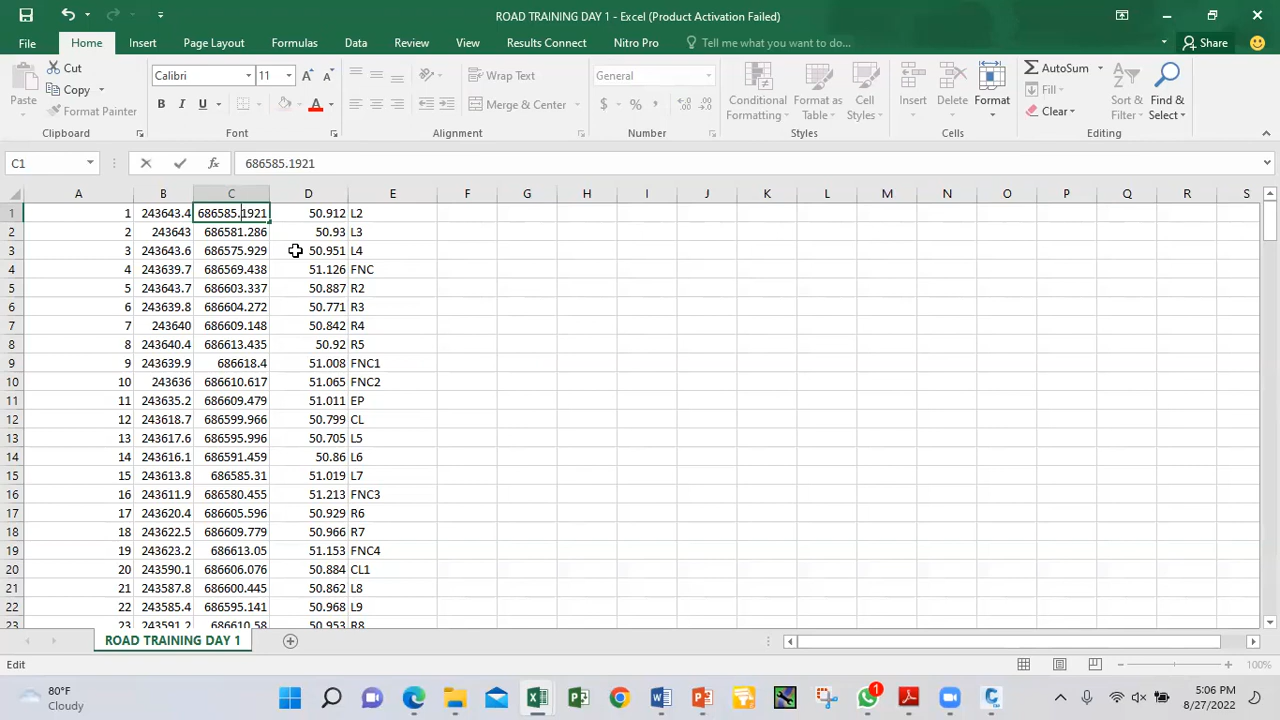 ROAD TRAINING DAY 1 - Excel (Product Activation Failed)
File Home Insert Page Layout Formulas Data Review View Results Connect Nitro Pro Tell me what you want to do... Share
Paste
Cut
Copy
Format Painter
Clipboard
Calibri 11
B I U A
Font
Wrap Text
Merge & Center
Alignment
General
$ % ,
Number
Conditional Formatting
Format as Table
Cell Styles
Styles
Insert Delete Format
Cells
AutoSum
Fill
Clear
Sort & Filter
Find & Select
Editing
C1 fx 686585.1921
A B C D E F G H I J K L M N O P Q R S
1 1 243643.4 686585.1921 50.912 L2
2 2 243643 686581.286 50.93 L3
3 3 243643.6 686575.929 50.951 L4
4 4 243639.7 686569.438 51.126 FNC
5 5 243643.7 686603.337 50.887 R2
6 6 243639.8 686604.272 50.771 R3
7 7 243640 686609.148 50.842 R4
8 8 243640.4 686613.435 50.92 R5
9 9 243639.9 686618.4 51.008 FNC1
10 10 243636 686610.617 51.065 FNC2
11 11 243635.2 686609.479 51.011 EP
12 12 243618.7 686599.966 50.799 CL
13 13 243617.6 686595.996 50.705 L5
14 14 243616.1 686591.459 50.86 L6
15 15 243613.8 686585.31 51.019 L7
16 16 243611.9 686580.455 51.213 FNC3
17 17 243620.4 686605.596 50.929 R6
18 18 243622.5 686609.779 50.966 R7
19 19 243623.2 686613.05 51.153 FNC4
20 20 243590.1 686606.076 50.884 CL1
21 21 243587.8 686600.445 50.862 L8
22 22 243585.4 686595.141 50.968 L9
23 23 243591.2 686610.58 50.953 R8
ROAD TRAINING DAY 1
Edit 100%
80°F
Cloudy
1
5:06 PM
8/27/2022